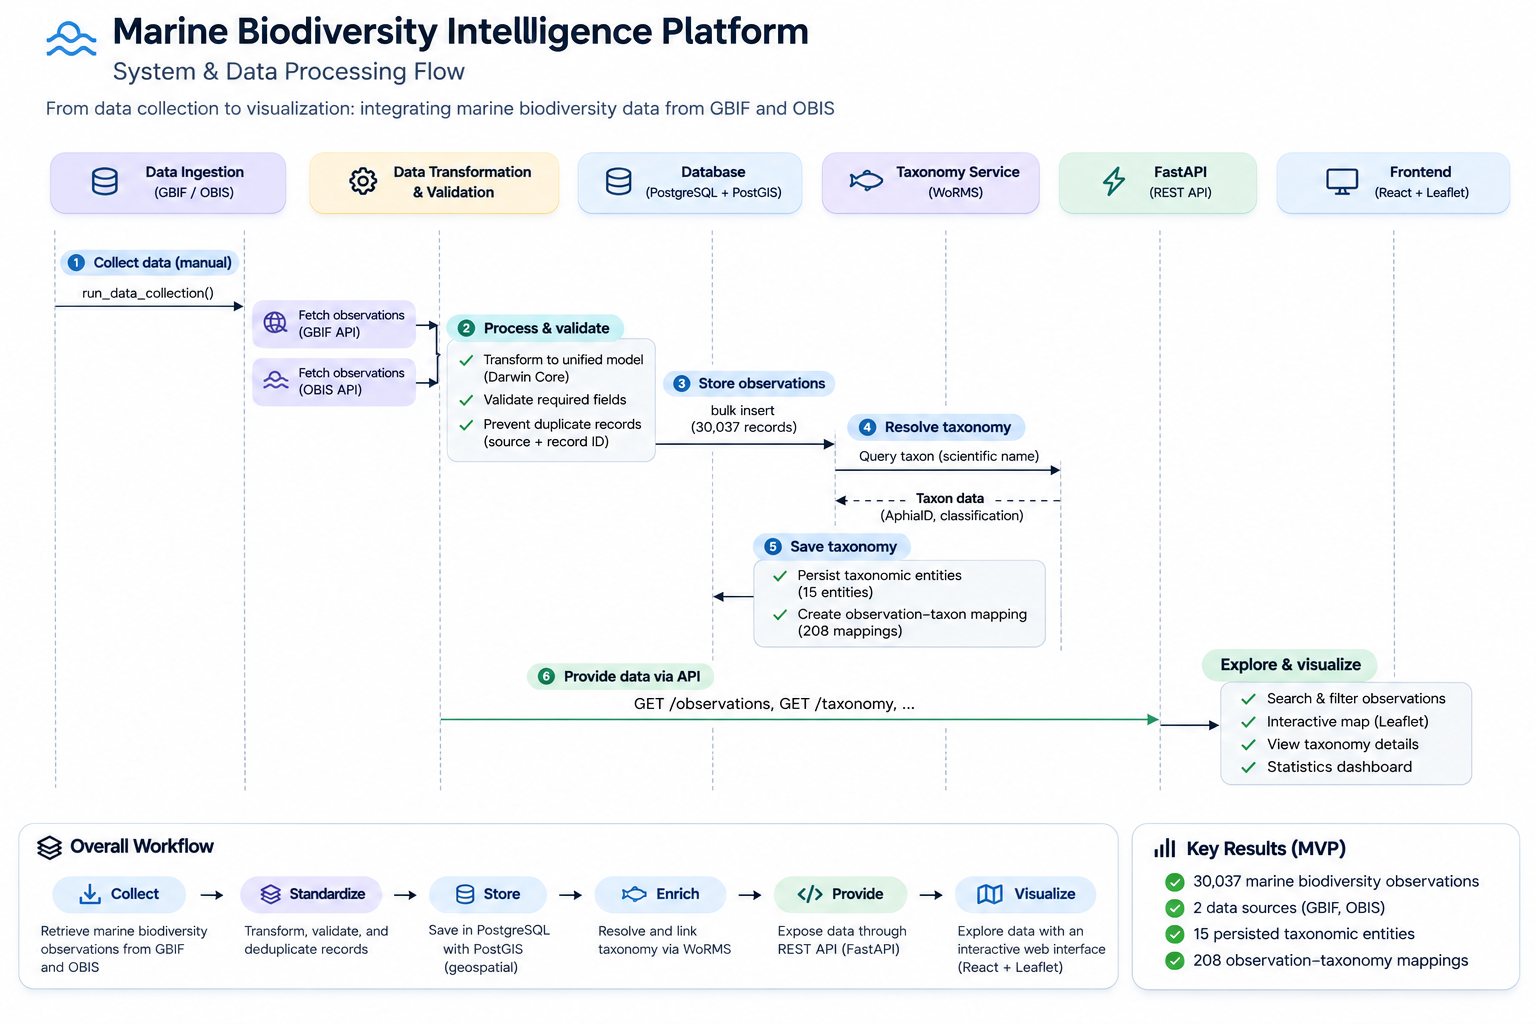 Marine Biodiversity Intelligence Platform
System & Data Processing Flow
From data collection to visualization: integrating marine biodiversity data from GBIF and OBIS
Data Ingestion
(GBIF / OBIS)
Data Transformation
& Validation
Database
(PostgreSQL + PostGIS)
Taxonomy Service
(WoRMS)
FastAPI
(REST API)
Frontend
(React + Leaflet)
1 Collect data (manual)
run_data_collection()
Fetch observations
(GBIF API)
Fetch observations
(OBIS API)
2 Process & validate
Transform to unified model
(Darwin Core)
Validate required fields
Prevent duplicate records
(source + record ID)
3 Store observations
bulk insert
(30,037 records)
4 Resolve taxonomy
Query taxon (scientific name)
Taxon data
(AphiaID, classification)
5 Save taxonomy
Persist taxonomic entities
(15 entities)
Create observation–taxon mapping
(208 mappings)
6 Provide data via API
GET /observations, GET /taxonomy, ...
Explore & visualize
Search & filter observations
Interactive map (Leaflet)
View taxonomy details
Statistics dashboard
Overall Workflow
Collect
Retrieve marine biodiversity
observations from GBIF
and OBIS
Standardize
Transform, validate, and
deduplicate records
Store
Save in PostgreSQL
with PostGIS
(geospatial)
Enrich
Resolve and link
taxonomy via WoRMS
Provide
Expose data through
REST API (FastAPI)
Visualize
Explore data with an
interactive web interface
(React + Leaflet)
Key Results (MVP)
30,037 marine biodiversity observations
2 data sources (GBIF, OBIS)
15 persisted taxonomic entities
208 observation–taxonomy mappings